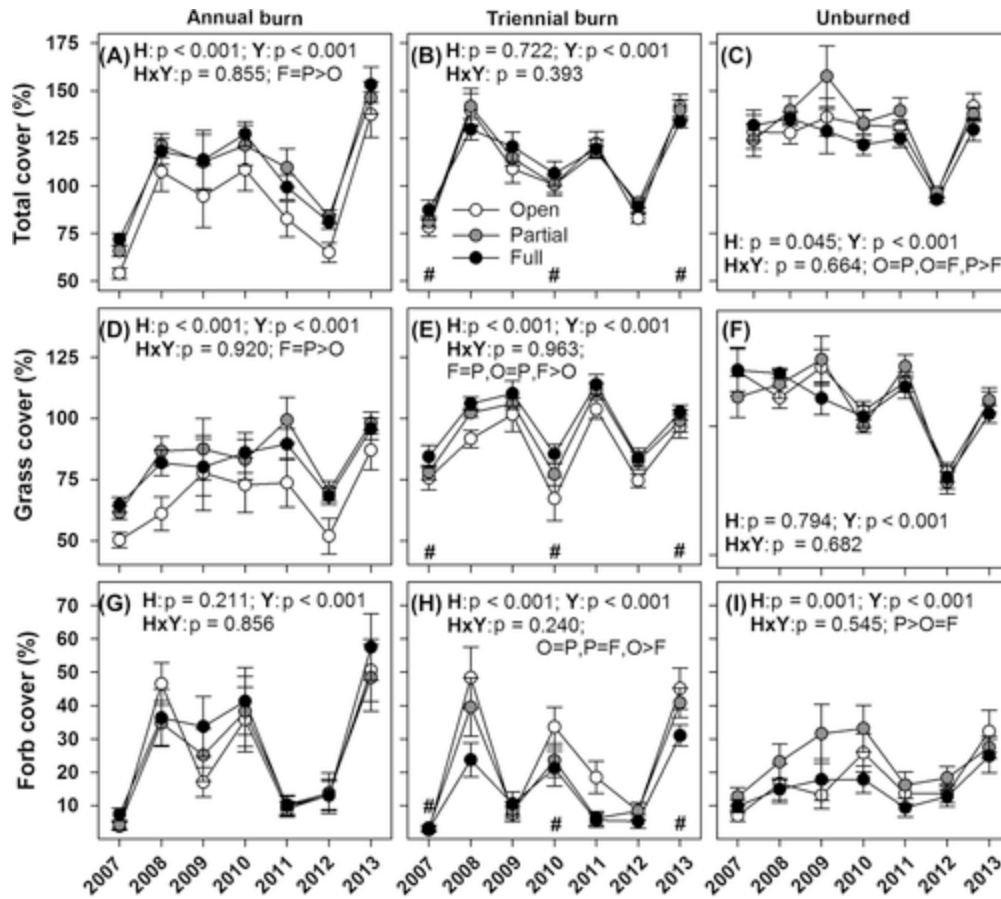 Annual burn
Triennial burn
Unburned
Total cover (%)
175
150
125
100
75
50
(A) H: p < 0.001; Y: p < 0.001
HxY: p = 0.855; F=P>O
(B) H: p = 0.722; Y: p < 0.001
HxY: p = 0.393
Open
Partial
Full
# # #
(C)
H: p = 0.045; Y: p < 0.001
HxY: p = 0.664; O=P,O=F,P>F
Grass cover (%)
125
100
75
50
(D) H: p < 0.001; Y: p < 0.001
HxY: p = 0.920; F=P>O
(E) H: p < 0.001; Y: p < 0.001
HxY: p = 0.963;
F=P,O=P,F>O
# # #
(F)
H: p = 0.794; Y: p < 0.001
HxY: p = 0.682
Forb cover (%)
70
60
50
40
30
20
10
(G) H: p = 0.211; Y: p < 0.001
HxY: p = 0.856
(H) H: p < 0.001; Y: p < 0.001
HxY: p = 0.240;
O=P,P=F,O>F
# # #
(I) H: p = 0.001; Y: p < 0.001
HxY: p = 0.545; P>O=F
2007 2008 2009 2010 2011 2012 2013
2007 2008 2009 2010 2011 2012 2013
2007 2008 2009 2010 2011 2012 2013